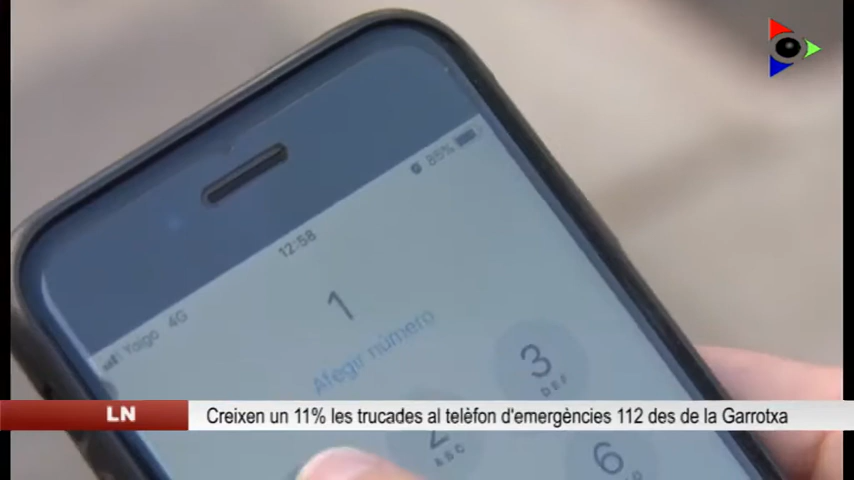 85%
12:58
Yoigo 4G
1
Afegir número
3
DEF
LN
Creixen un 11% les trucades al telèfon d'emergències 112 des de la Garrotxa
2
ABC
6